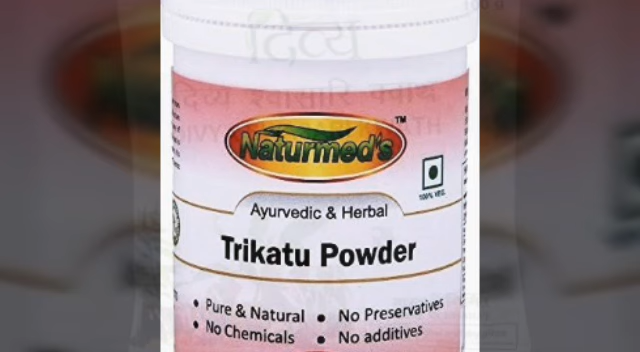 दिव्य
Naturmed's
TM
100% VEG.
Ayurvedic & Herbal
Trikatu Powder
• Pure & Natural • No Preservatives
• No Chemicals • No additives